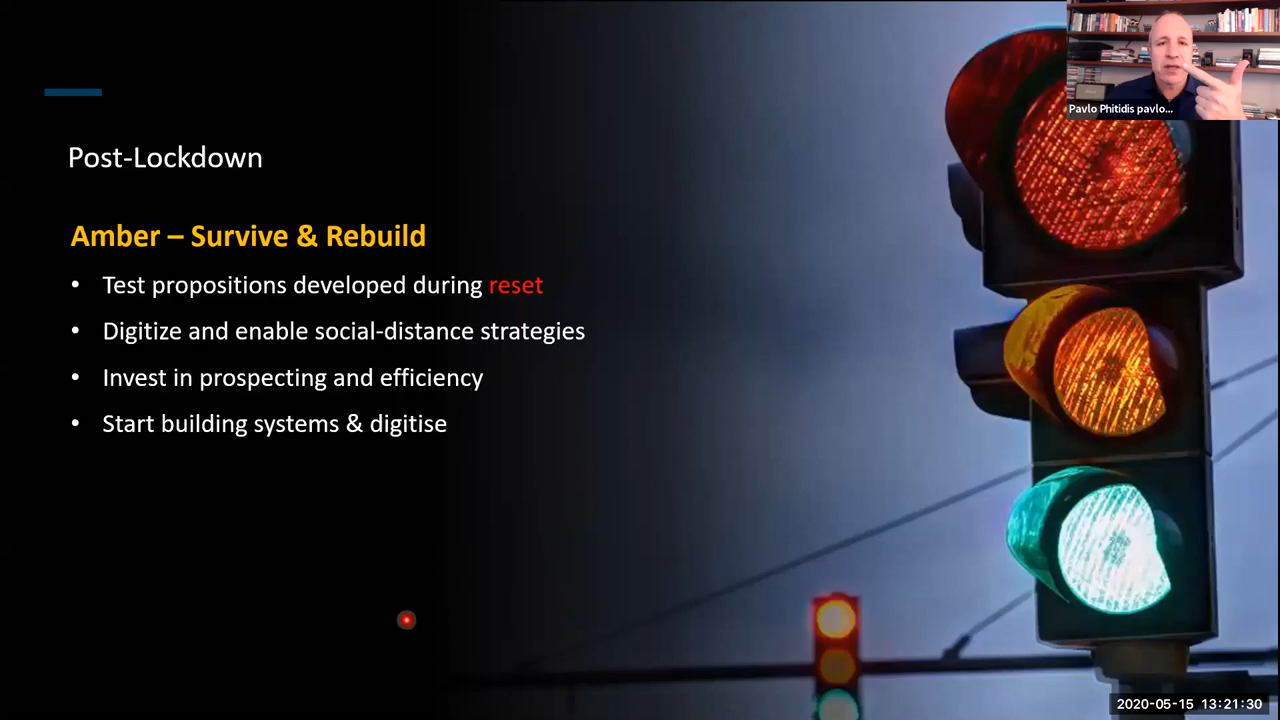 Pavlo Phitidis pavlo...
Post-Lockdown
Amber – Survive & Rebuild
• Test propositions developed during reset
• Digitize and enable social-distance strategies
• Invest in prospecting and efficiency
• Start building systems & digitise
2020-05-15 13:21:30